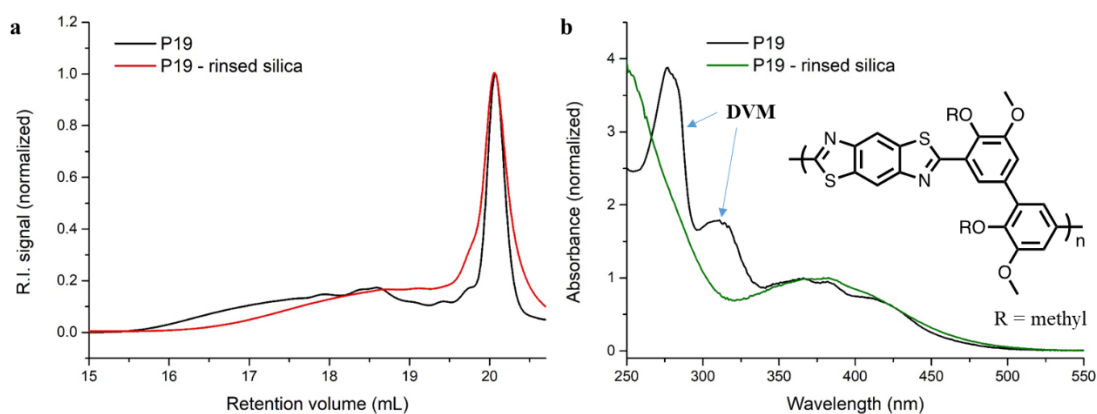 a
P19
P19 - rinsed silica
R.I. signal (normalized)
1.2
1.0
0.8
0.6
0.4
0.2
0.0
15 16 17 18 19 20
Retention volume (mL)
b
P19
P19 - rinsed silica
DVM
Absorbance (normalized)
4
3
2
1
0
250 300 350 400 450 500 550
Wavelength (nm)
RO O
N S
S N
RO
O
n
R = methyl